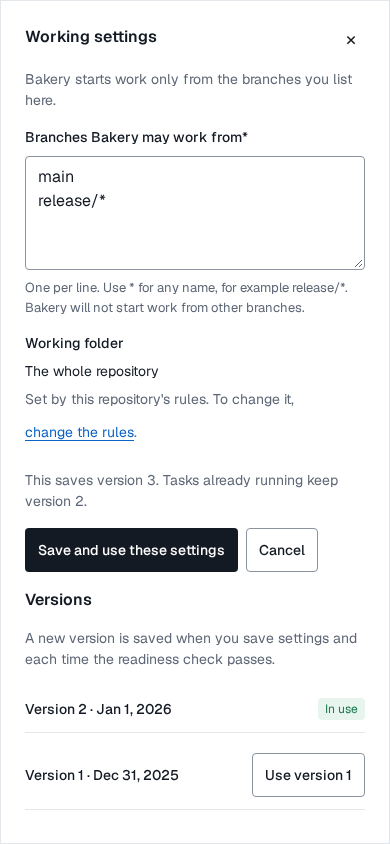 Working settings
×
Bakery starts work only from the branches you list
here.
Branches Bakery may work from*
main
release/*
One per line. Use * for any name, for example release/*.
Bakery will not start work from other branches.
Working folder
The whole repository
Set by this repository's rules. To change it,
change the rules.
This saves version 3. Tasks already running keep
version 2.
Save and use these settings
Cancel
Versions
A new version is saved when you save settings and
each time the readiness check passes.
Version 2 · Jan 1, 2026
In use
Version 1 · Dec 31, 2025
Use version 1